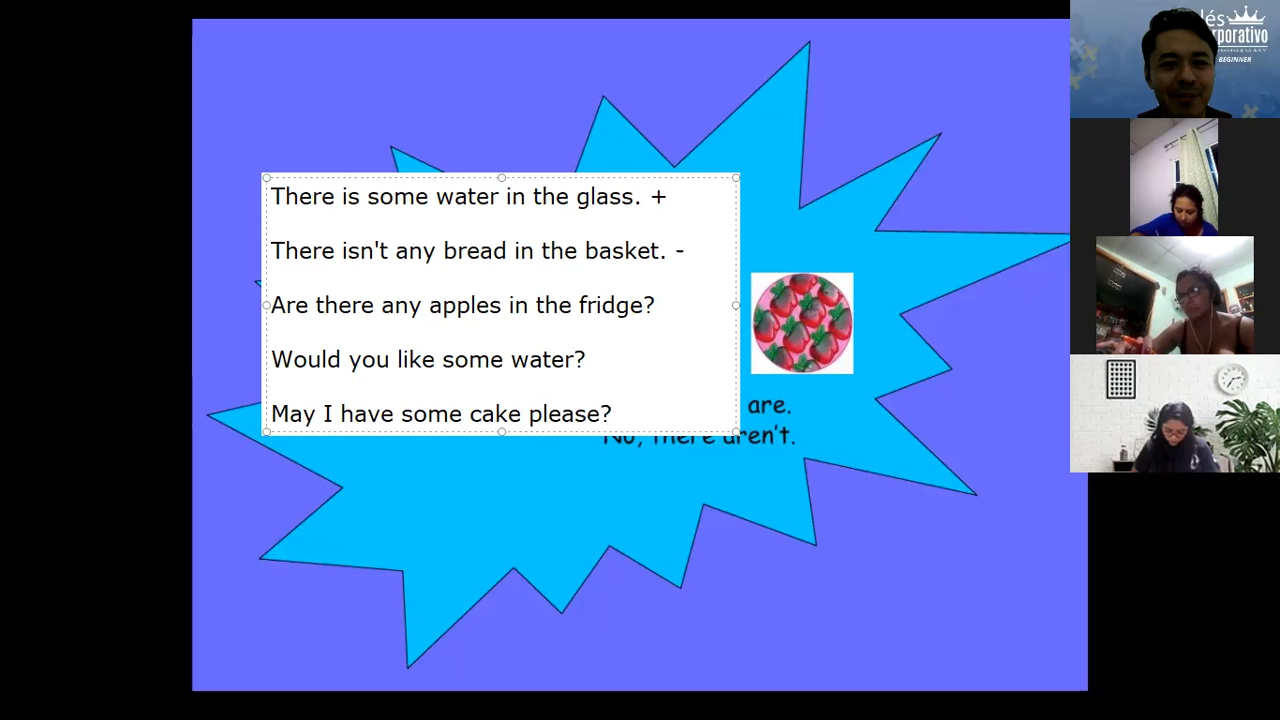 There is some water in the glass. +
There isn't any bread in the basket. -
Are there any apples in the fridge?
Would you like some water?
May I have some cake please?
are.
No, there aren't.
BEGINNER